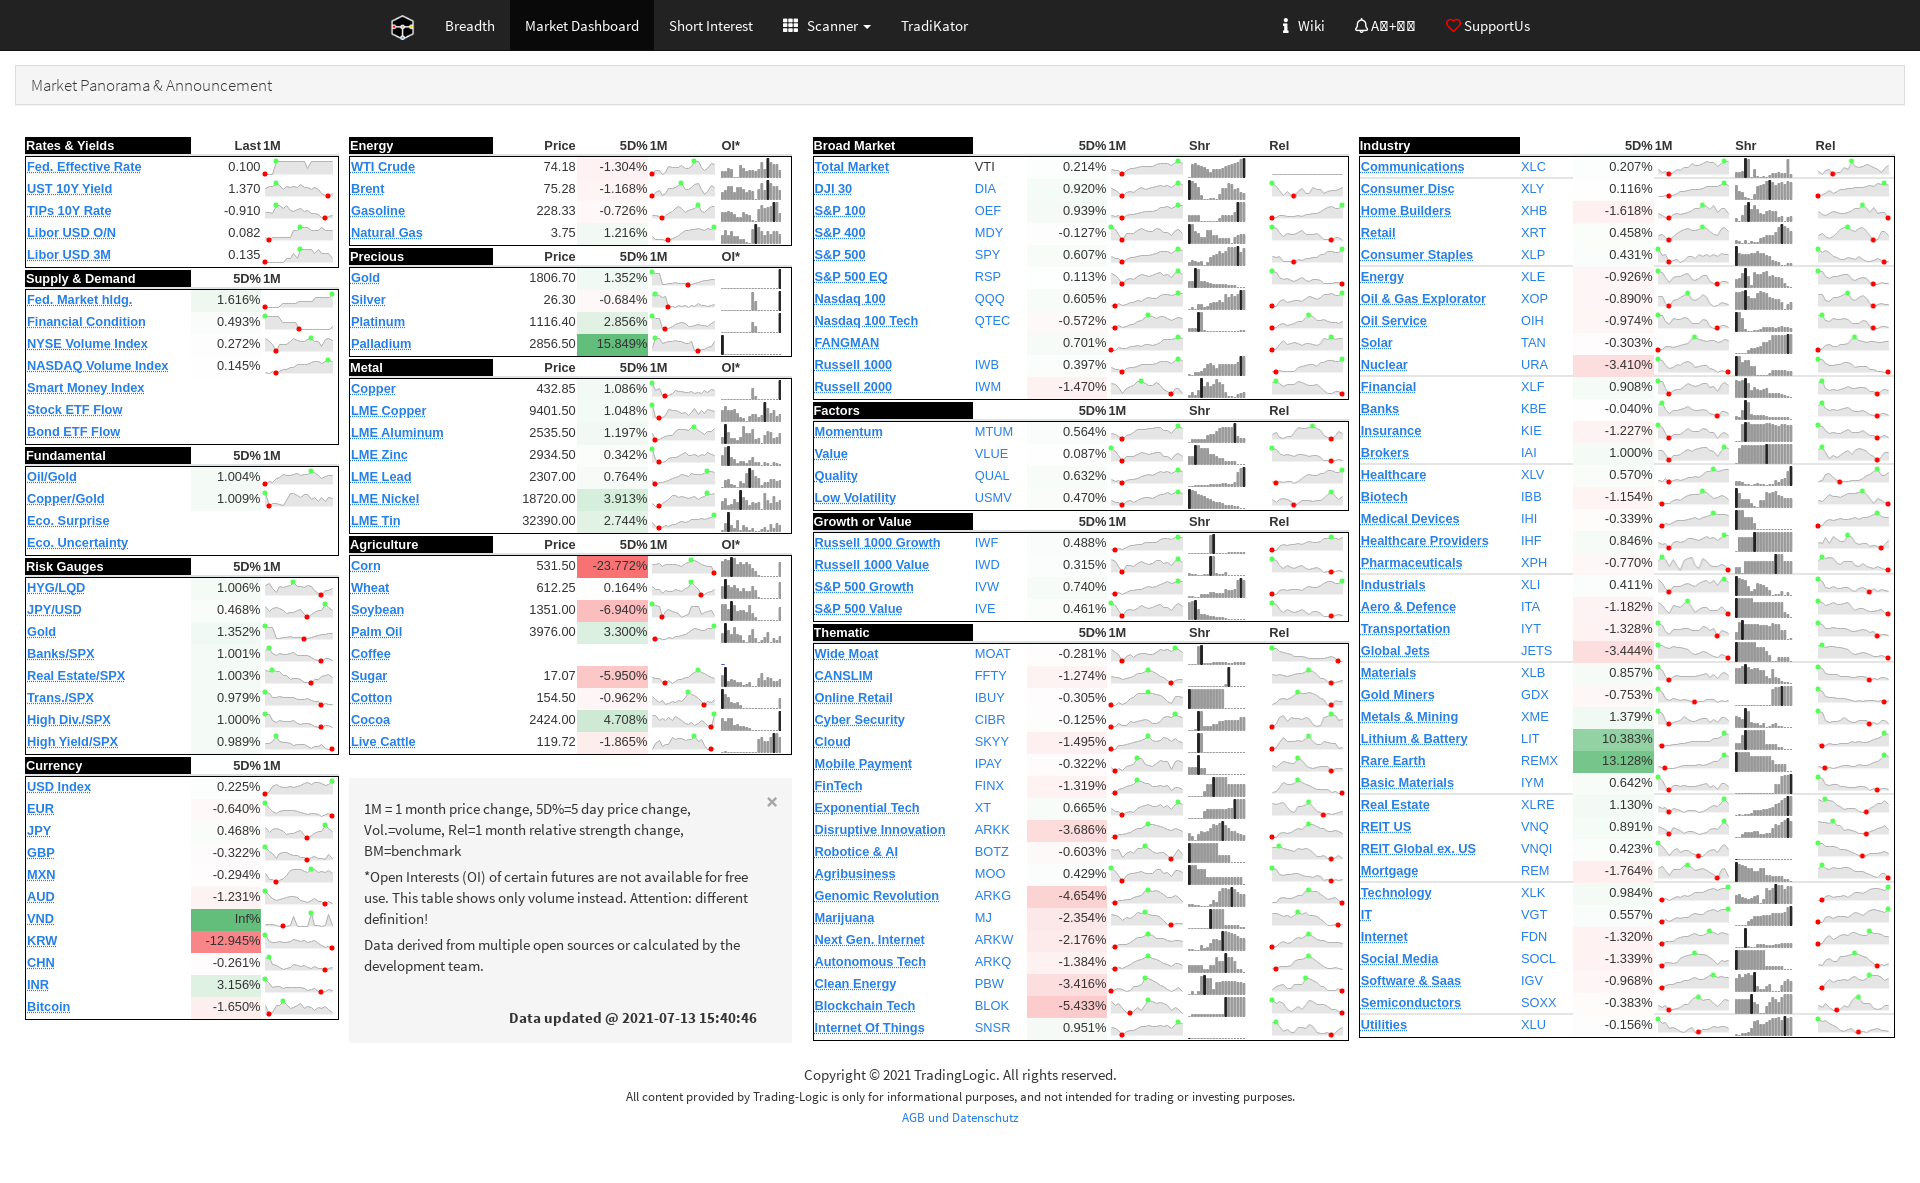 Breadth Market Dashboard Short Interest Scanner TradiKator Wiki SupportUs
Market Panorama & Announcement
Rates & Yields Last 1M
Fed. Effective Rate 0.100
UST 10Y Yield 1.370
TIPs 10Y Rate -0.910
Libor USD O/N 0.082
Libor USD 3M 0.135
Supply & Demand 5D% 1M
Fed. Market hldg. 1.616%
Financial Condition 0.493%
NYSE Volume Index 0.272%
NASDAQ Volume Index 0.145%
Smart Money Index
Stock ETF Flow
Bond ETF Flow
Fundamental 5D% 1M
Oil/Gold 1.004%
Copper/Gold 1.009%
Eco. Surprise
Eco. Uncertainty
Risk Gauges 5D% 1M
HYG/LQD 1.006%
JPY/USD 0.468%
Gold 1.352%
Banks/SPX 1.001%
Real Estate/SPX 1.003%
Trans./SPX 0.979%
High Div./SPX 1.000%
High Yield/SPX 0.989%
Currency 5D% 1M
USD Index 0.225%
EUR -0.640%
JPY 0.468%
GBP -0.322%
MXN -0.294%
AUD -1.231%
VND Inf%
KRW -12.945%
CHN -0.261%
INR 3.156%
Bitcoin -1.650%
Energy Price 5D% 1M OI*
WTI Crude 74.18 -1.304%
Brent 75.28 -1.168%
Gasoline 228.33 -0.726%
Natural Gas 3.75 1.216%
Precious Price 5D% 1M OI*
Gold 1806.70 1.352%
Silver 26.30 -0.684%
Platinum 1116.40 2.856%
Palladium 2856.50 15.849%
Metal Price 5D% 1M OI*
Copper 432.85 1.086%
LME Copper 9401.50 1.048%
LME Aluminum 2535.50 1.197%
LME Zinc 2934.50 0.342%
LME Lead 2307.00 0.764%
LME Nickel 18720.00 3.913%
LME Tin 32390.00 2.744%
Agriculture Price 5D% 1M OI*
Corn 531.50 -23.772%
Wheat 612.25 0.164%
Soybean 1351.00 -6.940%
Palm Oil 3976.00 3.300%
Coffee
Sugar 17.07 -5.950%
Cotton 154.50 -0.962%
Cocoa 2424.00 4.708%
Live Cattle 119.72 -1.865%
×
1M = 1 month price change, 5D%=5 day price change,
Vol.=volume, Rel=1 month relative strength change,
BM=benchmark
*Open Interests (OI) of certain futures are not available for free
use. This table shows only volume instead. Attention: different
definition!
Data derived from multiple open sources or calculated by the
development team.
Data updated @ 2021-07-13 15:40:46
Broad Market 5D% 1M Shr Rel
Total Market VTI 0.214%
DJI 30 DIA 0.920%
S&P 100 OEF 0.939%
S&P 400 MDY -0.127%
S&P 500 SPY 0.607%
S&P 500 EQ RSP 0.113%
Nasdaq 100 QQQ 0.605%
Nasdaq 100 Tech QTEC -0.572%
FANGMAN 0.701%
Russell 1000 IWB 0.397%
Russell 2000 IWM -1.470%
Factors 5D% 1M Shr Rel
Momentum MTUM 0.564%
Value VLUE 0.087%
Quality QUAL 0.632%
Low Volatility USMV 0.470%
Growth or Value 5D% 1M Shr Rel
Russell 1000 Growth IWF 0.488%
Russell 1000 Value IWD 0.315%
S&P 500 Growth IVW 0.740%
S&P 500 Value IVE 0.461%
Thematic 5D% 1M Shr Rel
Wide Moat MOAT -0.281%
CANSLIM FFTY -1.274%
Online Retail IBUY -0.305%
Cyber Security CIBR -0.125%
Cloud SKYY -1.495%
Mobile Payment IPAY -0.322%
FinTech FINX -1.319%
Exponential Tech XT 0.665%
Disruptive Innovation ARKK -3.686%
Robotice & AI BOTZ -0.603%
Agribusiness MOO 0.429%
Genomic Revolution ARKG -4.654%
Marijuana MJ -2.354%
Next Gen. Internet ARKW -2.176%
Autonomous Tech ARKQ -1.384%
Clean Energy PBW -3.416%
Blockchain Tech BLOK -5.433%
Internet Of Things SNSR 0.951%
Industry 5D% 1M Shr Rel
Communications XLC 0.207%
Consumer Disc XLY 0.116%
Home Builders XHB -1.618%
Retail XRT 0.458%
Consumer Staples XLP 0.431%
Energy XLE -0.926%
Oil & Gas Explorator XOP -0.890%
Oil Service OIH -0.974%
Solar TAN -0.303%
Nuclear URA -3.410%
Financial XLF 0.908%
Banks KBE -0.040%
Insurance KIE -1.227%
Brokers IAI 1.000%
Healthcare XLV 0.570%
Biotech IBB -1.154%
Medical Devices IHI -0.339%
Healthcare Providers IHF 0.846%
Pharmaceuticals XPH -0.770%
Industrials XLI 0.411%
Aero & Defence ITA -1.182%
Transportation IYT -1.328%
Global Jets JETS -3.444%
Materials XLB 0.857%
Gold Miners GDX -0.753%
Metals & Mining XME 1.379%
Lithium & Battery LIT 10.383%
Rare Earth REMX 13.128%
Basic Materials IYM 0.642%
Real Estate XLRE 1.130%
REIT US VNQ 0.891%
REIT Global ex. US VNQI 0.423%
Mortgage REM -1.764%
Technology XLK 0.984%
IT VGT 0.557%
Internet FDN -1.320%
Social Media SOCL -1.339%
Software & Saas IGV -0.968%
Semiconductors SOXX -0.383%
Utilities XLU -0.156%
Copyright © 2021 TradingLogic. All rights reserved.
All content provided by Trading-Logic is only for informational purposes, and not intended for trading or investing purposes.
AGB und Datenschutz